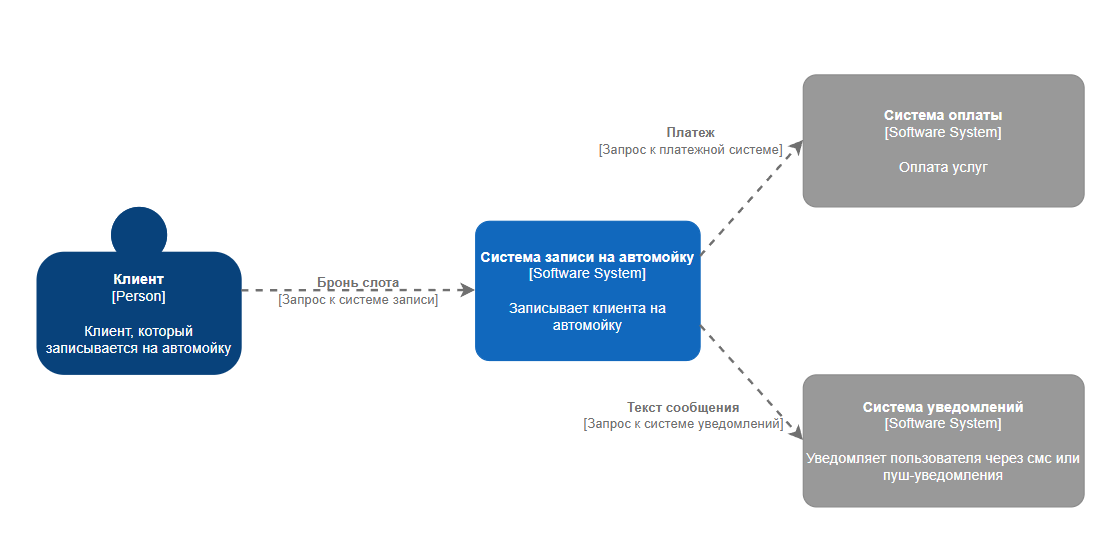 Клиент
[Person]
Клиент, который
записывается на автомойку
Бронь слота
[Запрос к системе записи]
Система записи на автомойку
[Software System]
Записывает клиента на
автомойку
Платеж
[Запрос к платежной системе]
Система оплаты
[Software System]
Оплата услуг
Текст сообщения
[Запрос к системе уведомлений]
Система уведомлений
[Software System]
Уведомляет пользователя через смс или
пуш-уведомления